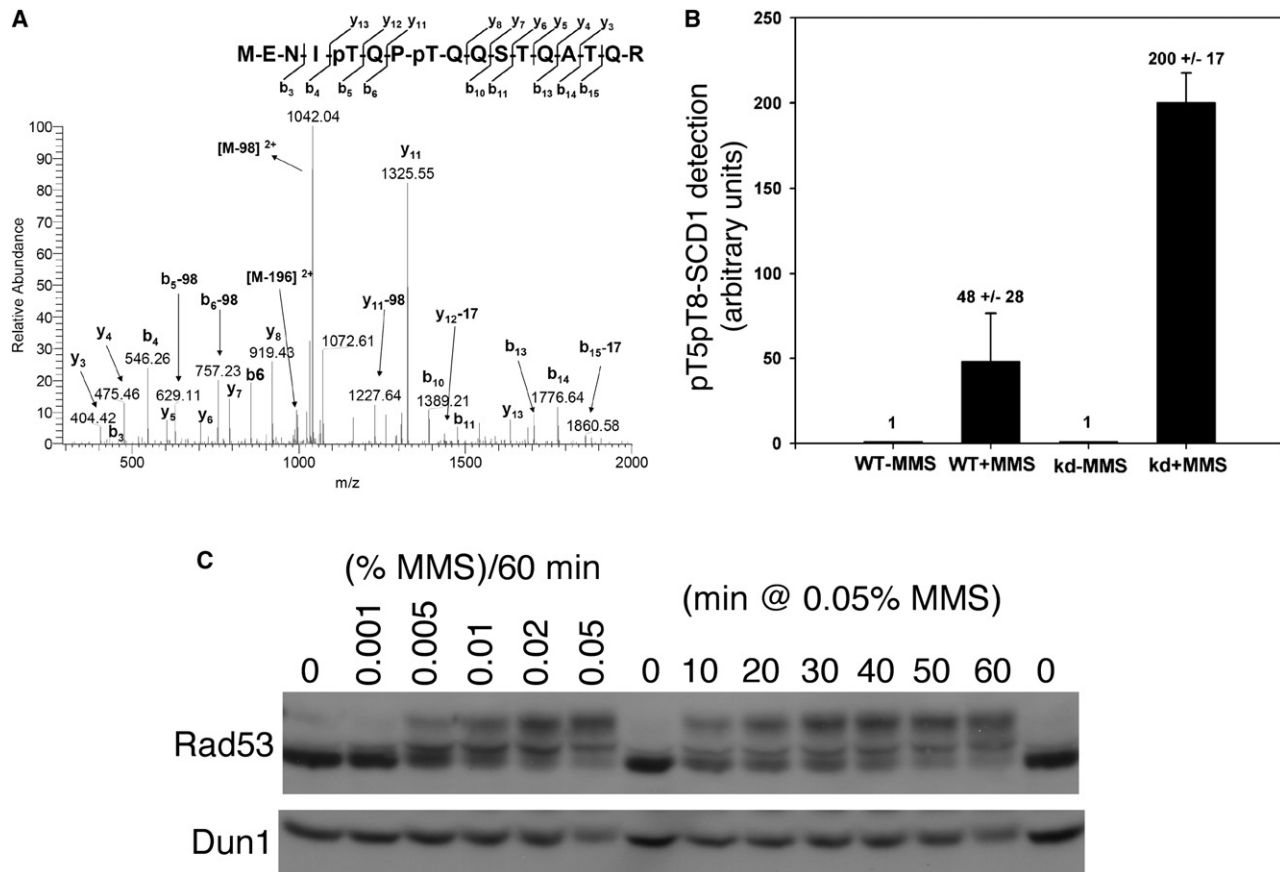 A
y13 y12 y11 y8 y7 y6 y5 y4 y3
M-E-N-I-pT-Q-P-pT-Q-Q-S-T-Q-A-T-Q-R
b3 b4 b5 b6 b10 b11 b13 b14 b15
1042.04
[M-98] 2+
y11
1325.55
b5-98
b6-98
[M-196] 2+
y11-98
y12-17
y4
b4
546.26
757.23
y8
919.43
1072.61
y3
475.46
629.11
b6
1227.64
b10
1389.21
b13
b14
1776.64
b15-17
404.42
b3
y5
y6
y7
b11
y13
1860.58
Relative Abundance
100
90
80
70
60
50
40
30
20
10
0
500 1000 1500 2000
m/z
B
pT5pT8-SCD1 detection
(arbitrary units)
250
200
150
100
50
0
1
48 +/- 28
1
200 +/- 17
WT-MMS WT+MMS kd-MMS kd+MMS
C
(% MMS)/60 min
(min @ 0.05% MMS)
0 0.001 0.005 0.01 0.02 0.05 0 10 20 30 40 50 60 0
Rad53
Dun1